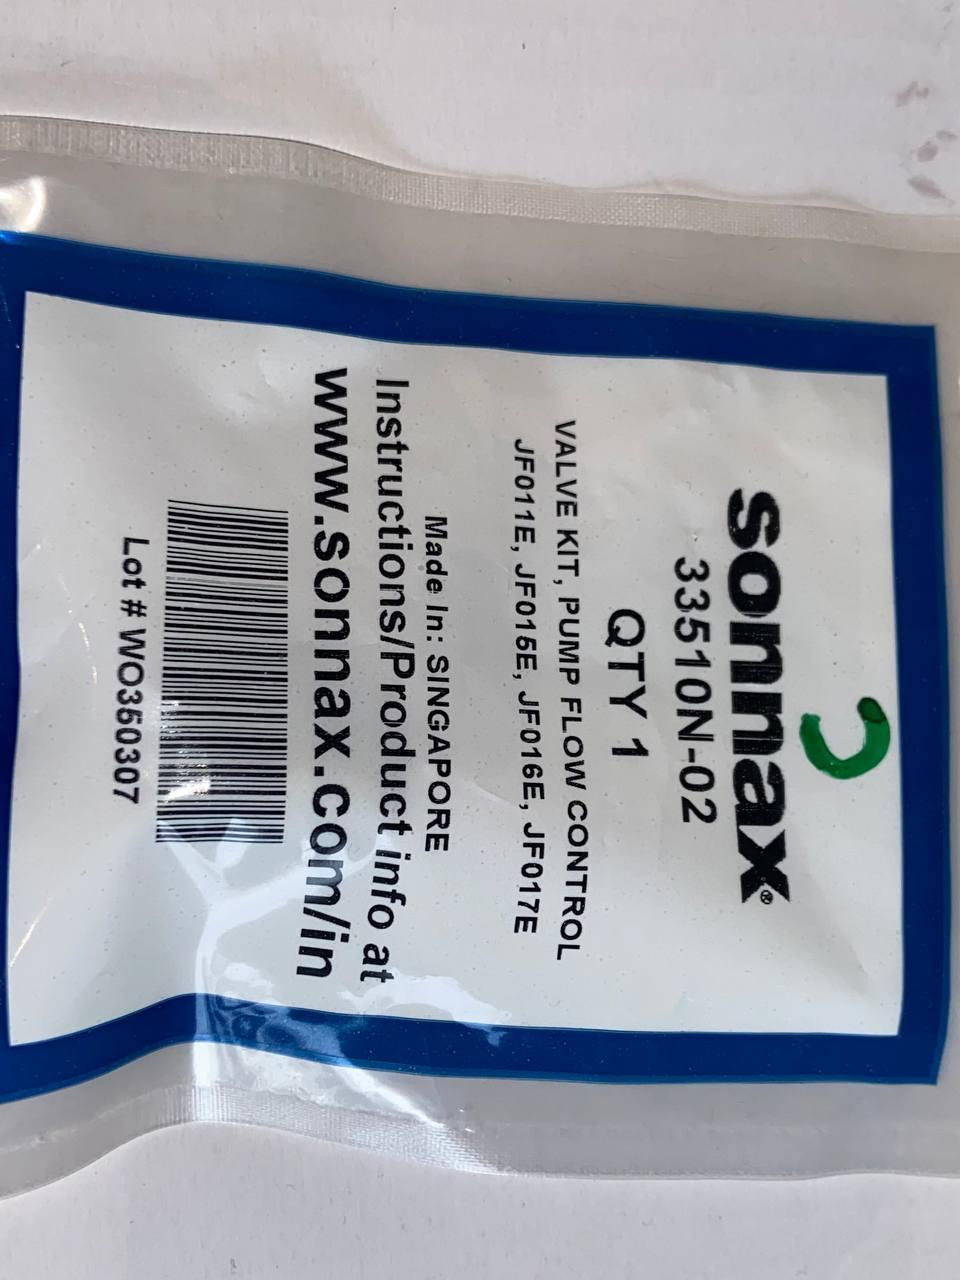 sonnax®
33510N-02
QTY 1
VALVE KIT, PUMP FLOW CONTROL
JF011E, JF015E, JF016E, JF017E
Made In: SINGAPORE
Instructions/Product info at
www.sonnax.com/in
Lot # WO350307